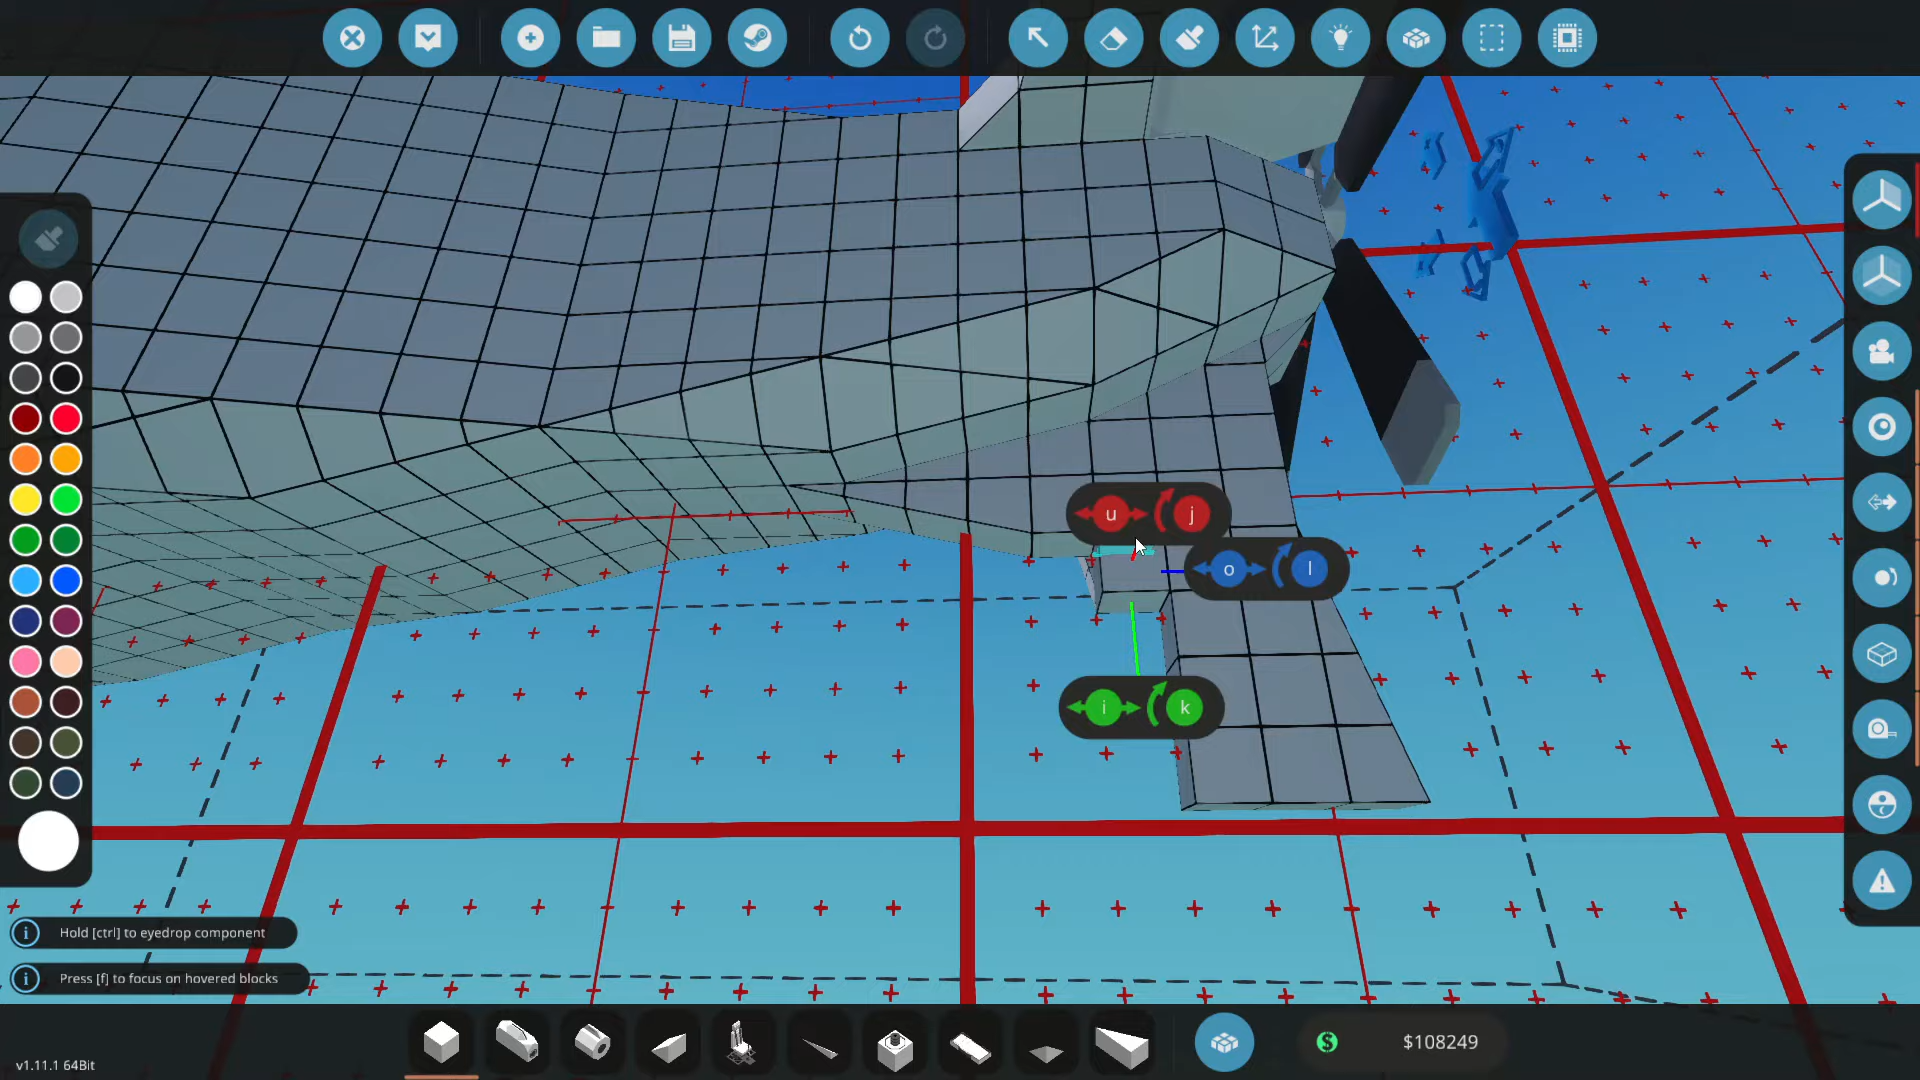 u j
o l
i k
Hold [ctrl] to eyedrop component
Press [f] to focus on hovered blocks
v1.11.1 64Bit
$ $108249